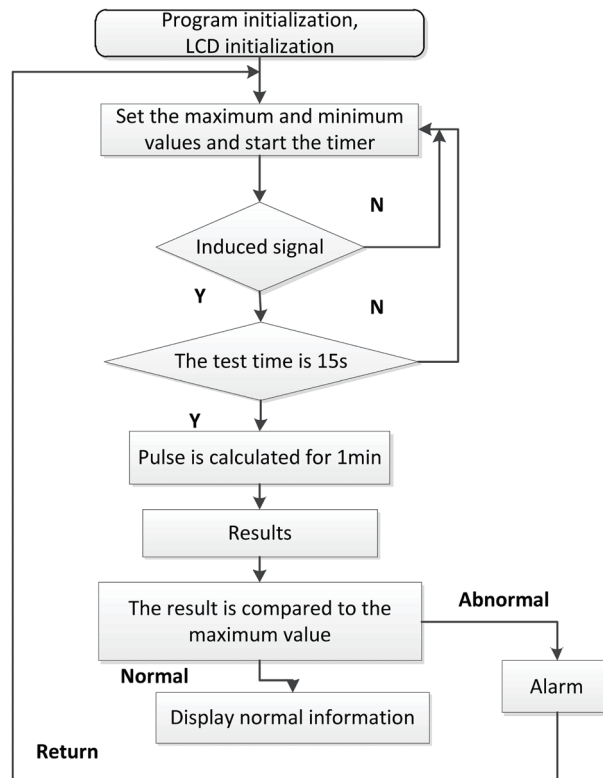 Program initialization,
LCD initialization
Set the maximum and minimum
values and start the timer
N
Induced signal
Y
N
The test time is 15s
Y
Pulse is calculated for 1min
Results
The result is compared to the
maximum value
Abnormal
Normal
Alarm
Display normal information
Return